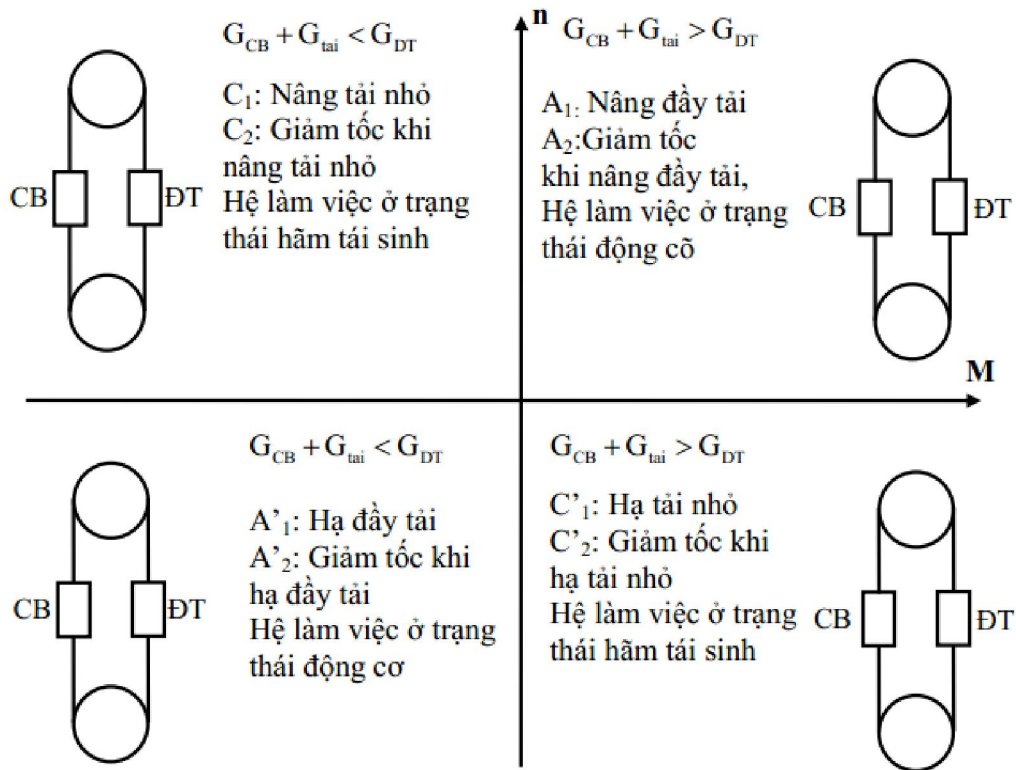 G_CB + G_tai < G_DT
C₁: Nâng tải nhỏ
C₂: Giảm tốc khi
nâng tải nhỏ
Hệ làm việc ở trạng
thái hãm tái sinh
CB
ĐT
n
G_CB + G_tai > G_DT
A₁: Nâng đầy tải
A₂:Giảm tốc
khi nâng đầy tải,
Hệ làm việc ở trạng
thái động cõ
CB
ĐT
M
G_CB + G_tai < G_DT
A’₁: Hạ đầy tải
A’₂: Giảm tốc khi
hạ đầy tải
Hệ làm việc ở trạng
thái động cơ
CB
ĐT
G_CB + G_tai > G_DT
C’₁: Hạ tải nhỏ
C’₂: Giảm tốc khi
hạ tải nhỏ
Hệ làm việc ở trạng
thái hãm tái sinh
CB
ĐT